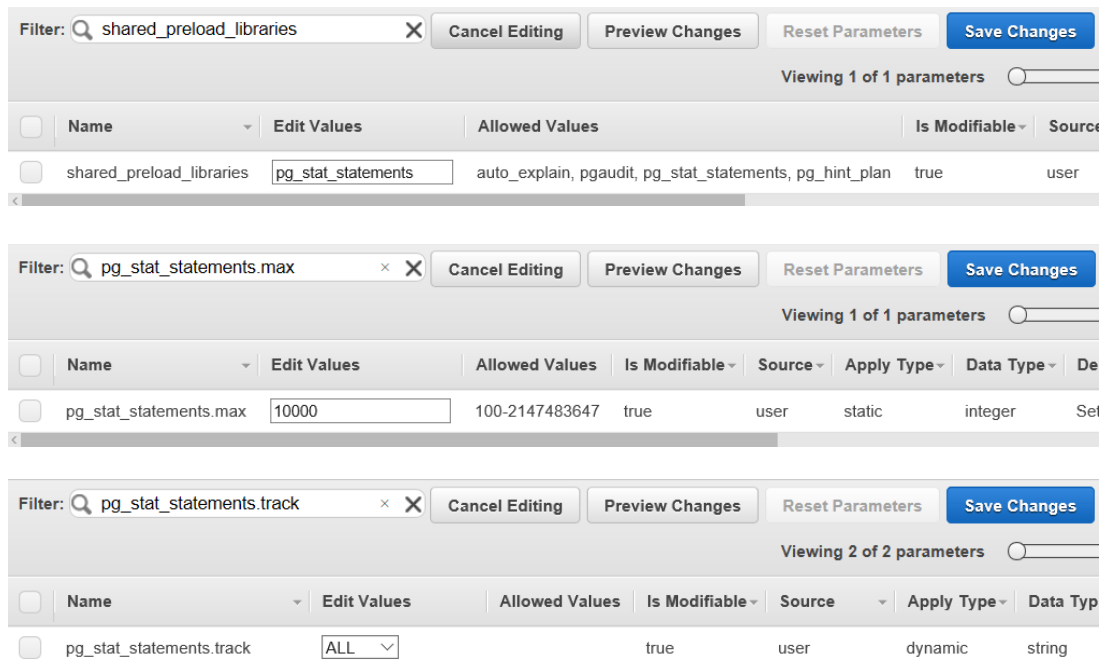 Filter: shared_preload_libraries Cancel Editing Preview Changes Reset Parameters Save Changes
Viewing 1 of 1 parameters
Name Edit Values Allowed Values Is Modifiable Source
shared_preload_libraries pg_stat_statements auto_explain, pgaudit, pg_stat_statements, pg_hint_plan true user
Filter: pg_stat_statements.max × Cancel Editing Preview Changes Reset Parameters Save Changes
Viewing 1 of 1 parameters
Name Edit Values Allowed Values Is Modifiable Source Apply Type Data Type De
pg_stat_statements.max 10000 100-2147483647 true user static integer Set
Filter: pg_stat_statements.track × Cancel Editing Preview Changes Reset Parameters Save Changes
Viewing 2 of 2 parameters
Name Edit Values Allowed Values Is Modifiable Source Apply Type Data Typ
pg_stat_statements.track ALL true user dynamic string